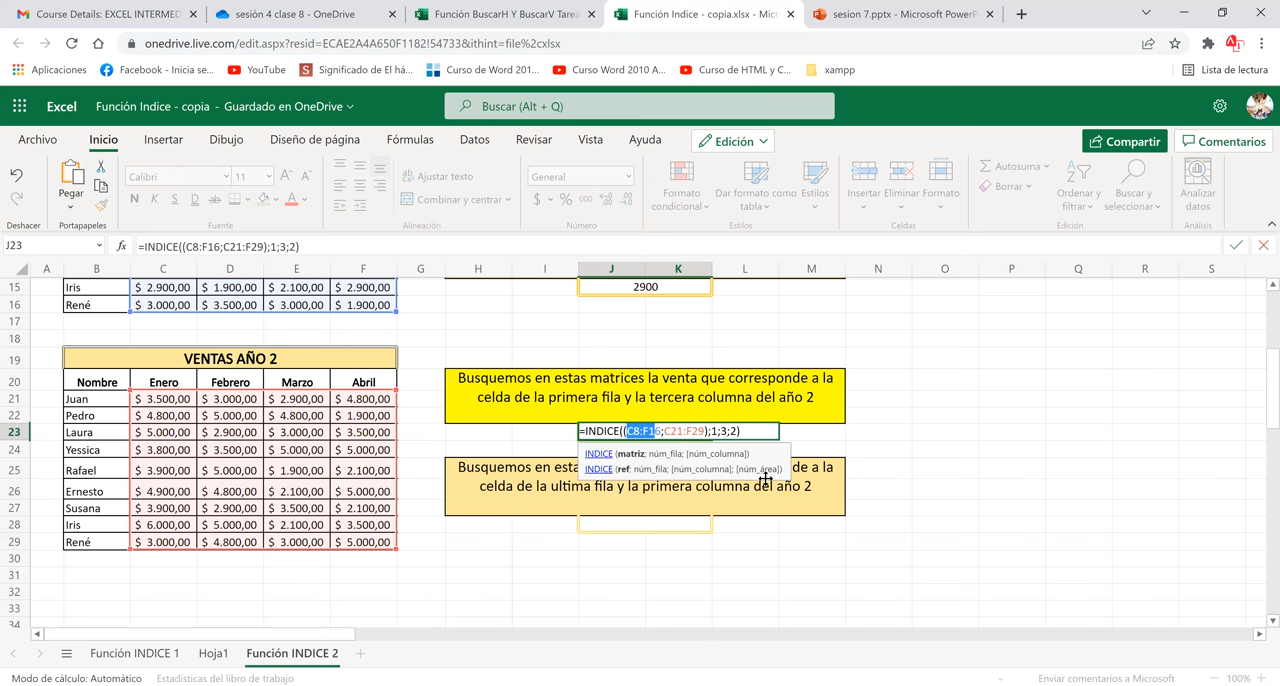 Course Details: EXCEL INTERMED
sesión 4 clase 8 - OneDrive
Función BuscarH Y BuscarV Tarea
Función Indice - copia.xlsx - Micr
sesion 7.pptx - Microsoft PowerP
onedrive.live.com/edit.aspx?resid=ECAE2A4A650F1182!54733&ithint=file%2cxlsx
Aplicaciones
Facebook - Inicia se...
YouTube
Significado de El há...
Curso de Word 201...
Curso Word 2010 A...
Curso de HTML y C...
xampp
Lista de lectura
Excel
Función Indice - copia - Guardado en OneDrive
Buscar (Alt + Q)
Archivo
Inicio
Insertar
Dibujo
Diseño de página
Fórmulas
Datos
Revisar
Vista
Ayuda
Edición
Compartir
Comentarios
Pegar
Calibri
11
Ajustar texto
Combinar y centrar
General
Formato condicional
Dar formato como tabla
Estilos
Insertar
Eliminar
Formato
Autosuma
Borrar
Ordenar y filtrar
Buscar y seleccionar
Analizar datos
N K S D ab A
$ % 000
Deshacer
Portapapeles
Fuente
Alineación
Número
Estilos
Celdas
Edición
Análisis
J23
fx
=INDICE((C8:F16;C21:F29);1;3;2)
A B C D E F G H I J K L M N O P Q R S
15 Iris $ 2.900,00 $ 1.900,00 $ 2.100,00 $ 2.900,00 2900
16 René $ 3.000,00 $ 3.500,00 $ 3.000,00 $ 1.900,00
17
18
19 VENTAS AÑO 2
20 Nombre Enero Febrero Marzo Abril
21 Juan $ 3.500,00 $ 3.000,00 $ 2.900,00 $ 4.800,00
22 Pedro $ 4.800,00 $ 5.000,00 $ 4.800,00 $ 1.900,00
23 Laura $ 5.000,00 $ 2.900,00 $ 3.000,00 $ 3.500,00
24 Yessica $ 3.800,00 $ 3.500,00 $ 3.500,00 $ 5.000,00
25 Rafael $ 3.900,00 $ 5.000,00 $ 1.900,00 $ 2.100,00
26 Ernesto $ 4.900,00 $ 4.800,00 $ 2.100,00 $ 5.000,00
27 Susana $ 3.900,00 $ 2.900,00 $ 3.500,00 $ 2.100,00
28 Iris $ 6.000,00 $ 5.000,00 $ 2.100,00 $ 3.500,00
29 René $ 3.000,00 $ 4.800,00 $ 3.000,00 $ 5.000,00
30
31
32
33
34
Busquemos en estas matrices la venta que corresponde a la
celda de la primera fila y la tercera columna del año 2
=INDICE((C8:F16;C21:F29);1;3;2)
INDICE (matriz; núm_fila; [núm_columna])
INDICE (ref; núm_fila; [núm_columna]; [núm_área])
Busquemos en esta de a la
celda de la ultima fila y la primera columna del año 2
Función INDICE 1
Hoja1
Función INDICE 2
Modo de cálculo: Automático
Estadísticas del libro de trabajo
Enviar comentarios a Microsoft
100%